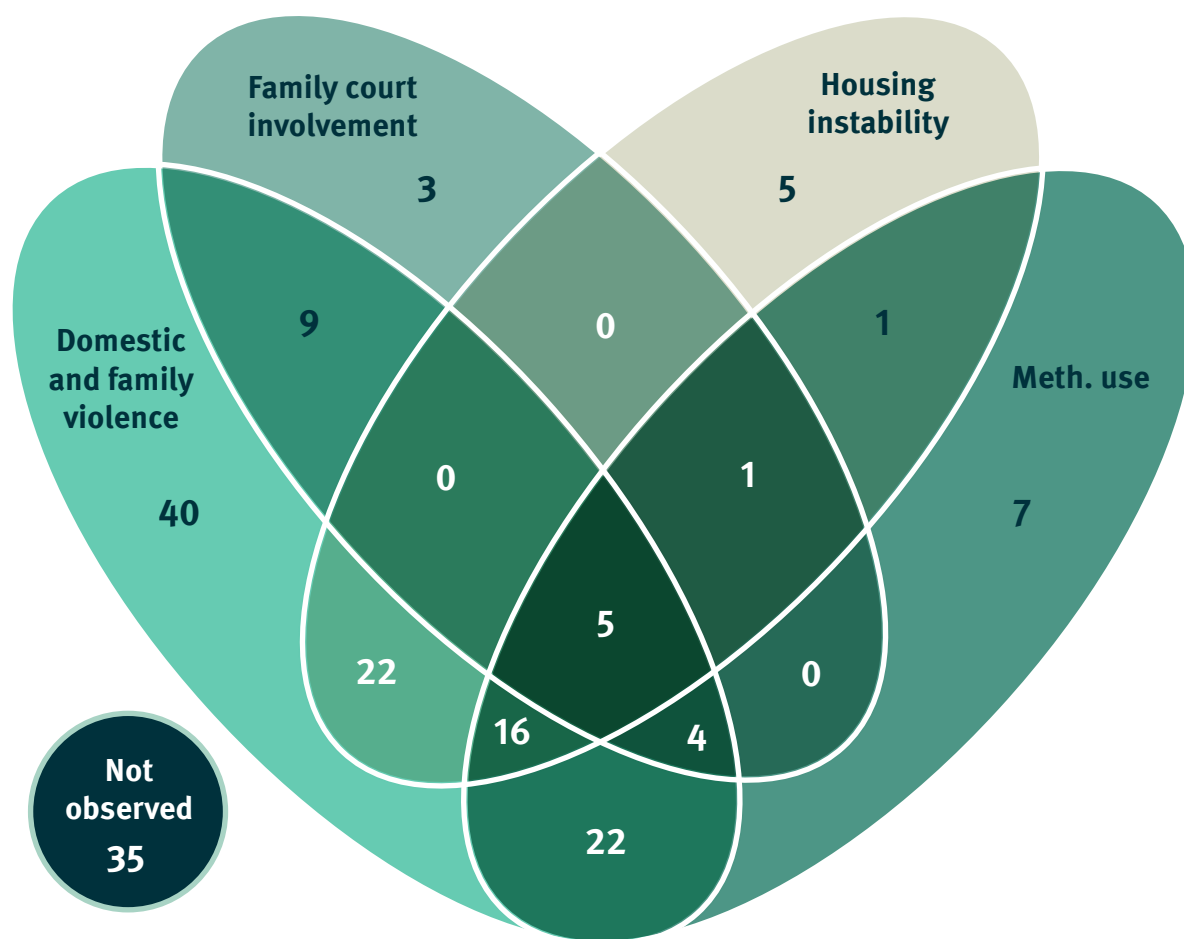 Family court
involvement
3
Housing
instability
5
Domestic
and family
violence
40
9
0
1
Meth. use
7
0
1
5
22
0
16
4
22
Not
observed
35